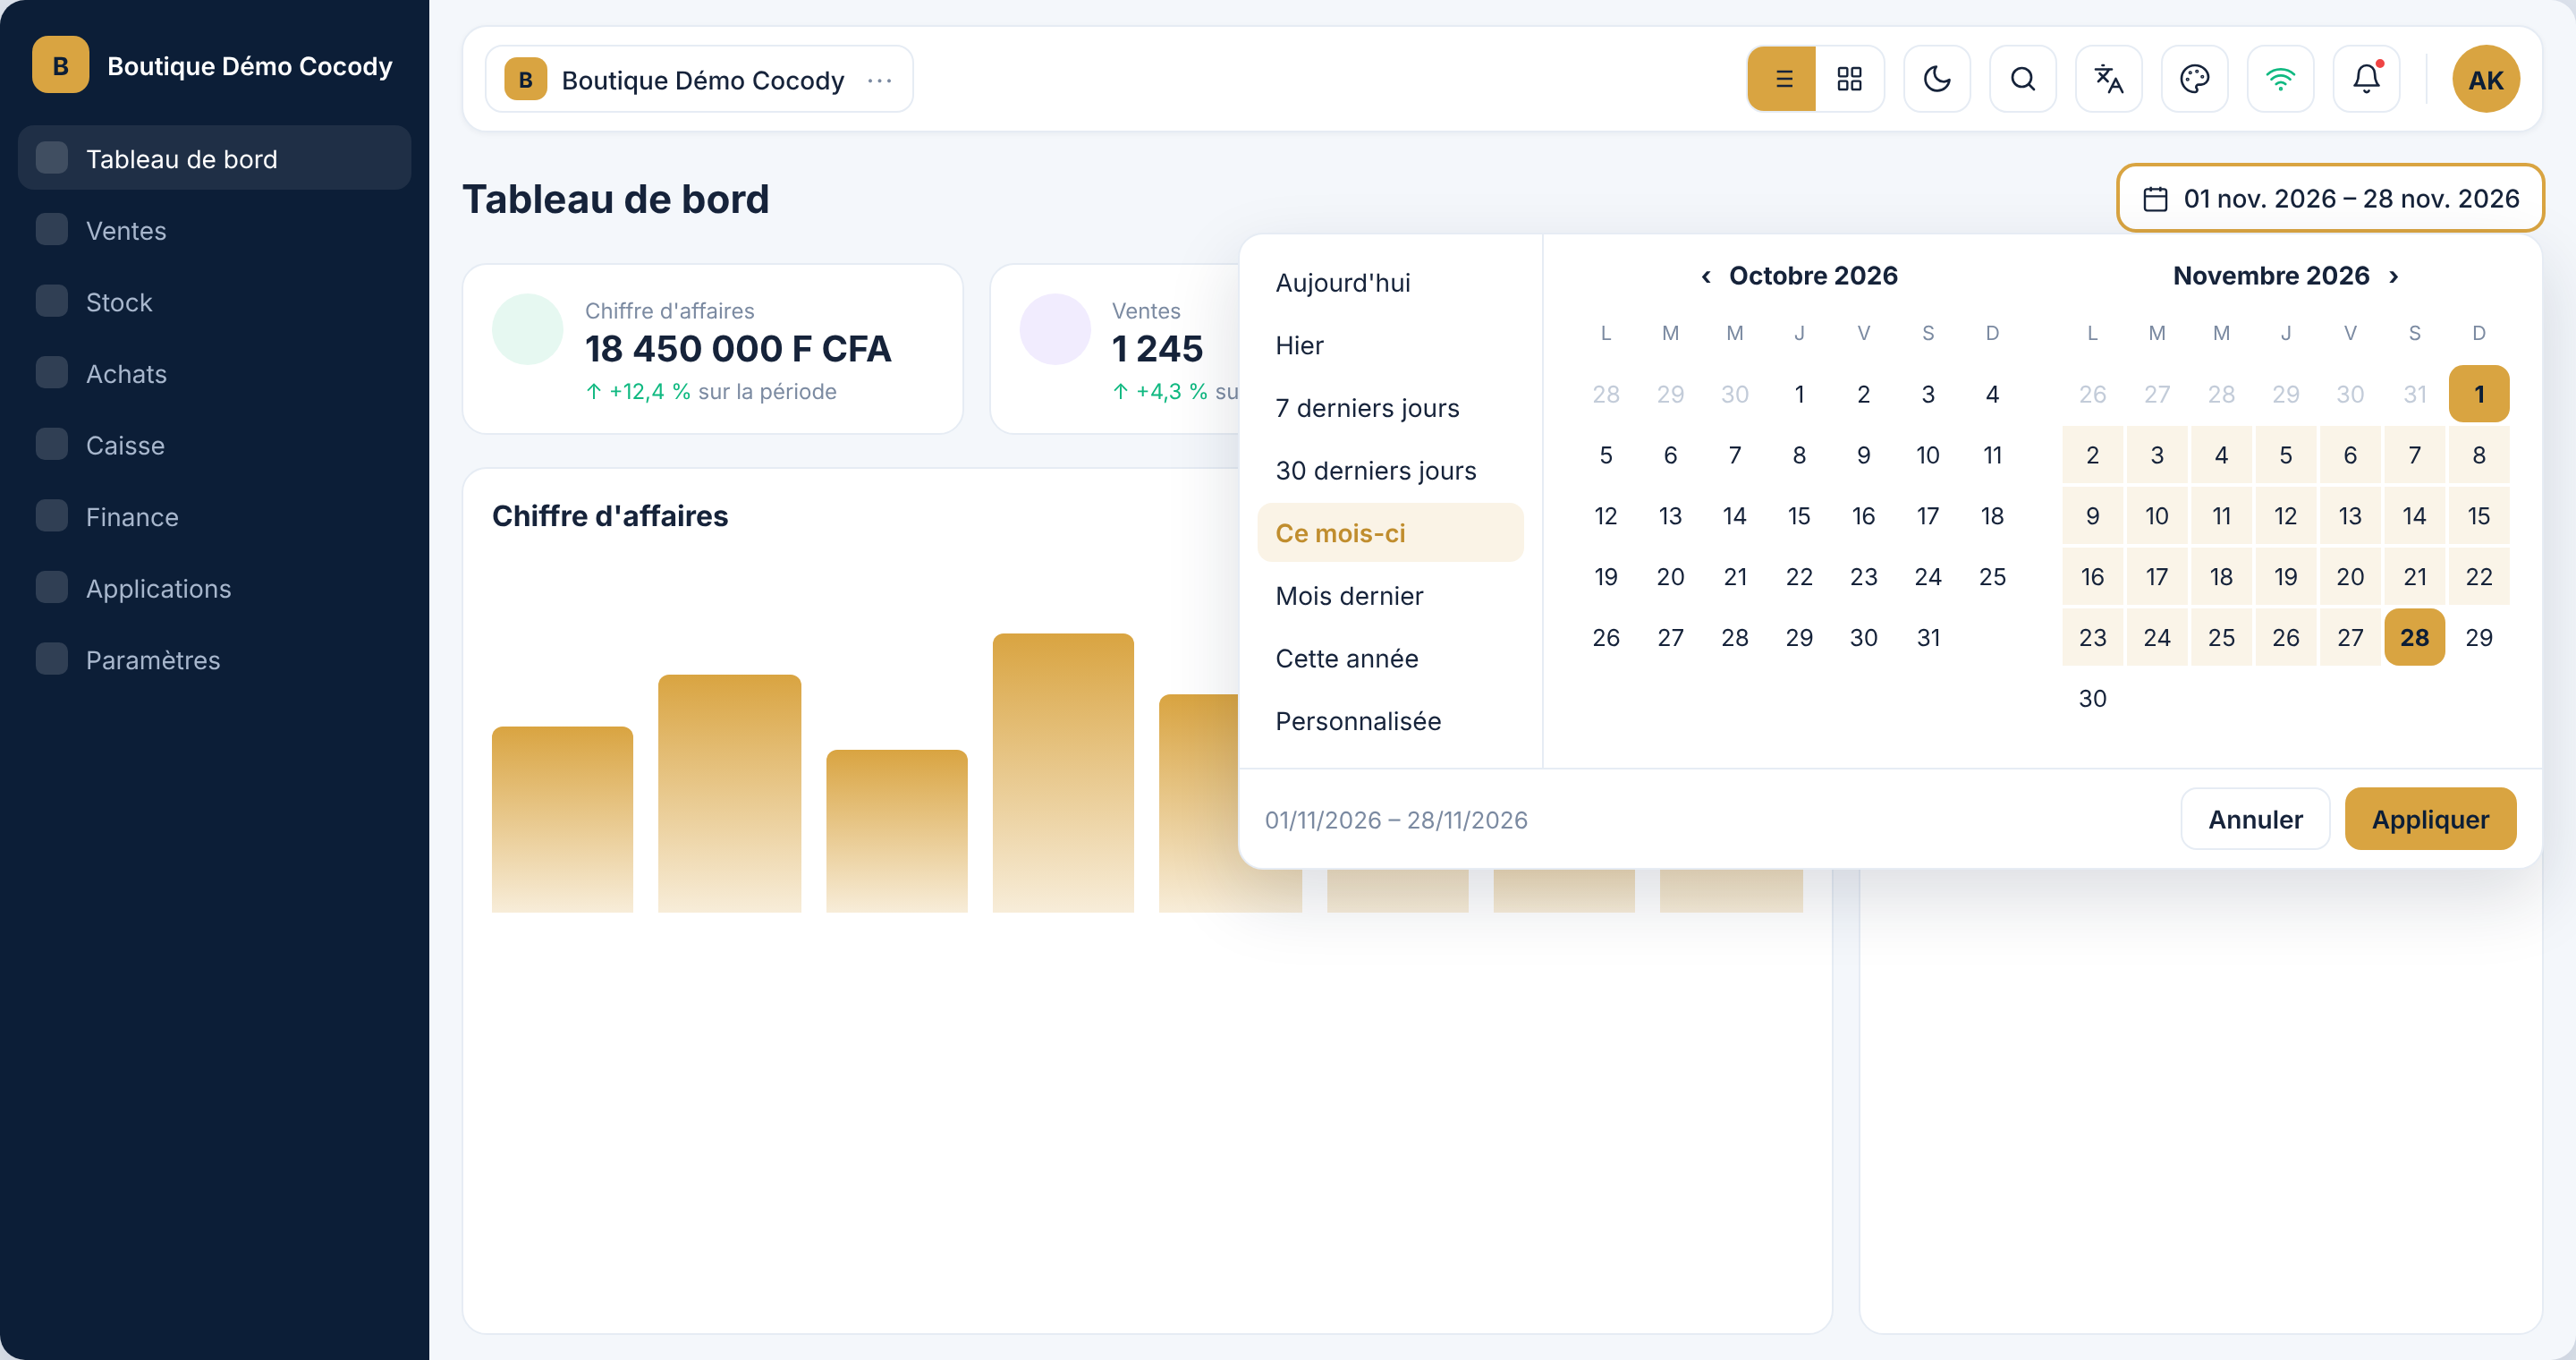 B Boutique Démo Cocody
Tableau de bord
Ventes
Stock
Achats
Caisse
Finance
Applications
Paramètres
B Boutique Démo Cocody ···
AK
Tableau de bord
01 nov. 2026 – 28 nov. 2026
Chiffre d'affaires
18 450 000 F CFA
↑ +12,4 % sur la période
Ventes
1 245
↑ +4,3 % su
Chiffre d'affaires
Aujourd'hui
Hier
7 derniers jours
30 derniers jours
Ce mois-ci
Mois dernier
Cette année
Personnalisée
‹ Octobre 2026
L M M J V S D
28 29 30 1 2 3 4
5 6 7 8 9 10 11
12 13 14 15 16 17 18
19 20 21 22 23 24 25
26 27 28 29 30 31
Novembre 2026 ›
L M M J V S D
26 27 28 29 30 31 1
2 3 4 5 6 7 8
9 10 11 12 13 14 15
16 17 18 19 20 21 22
23 24 25 26 27 28 29
30
01/11/2026 – 28/11/2026
Annuler
Appliquer